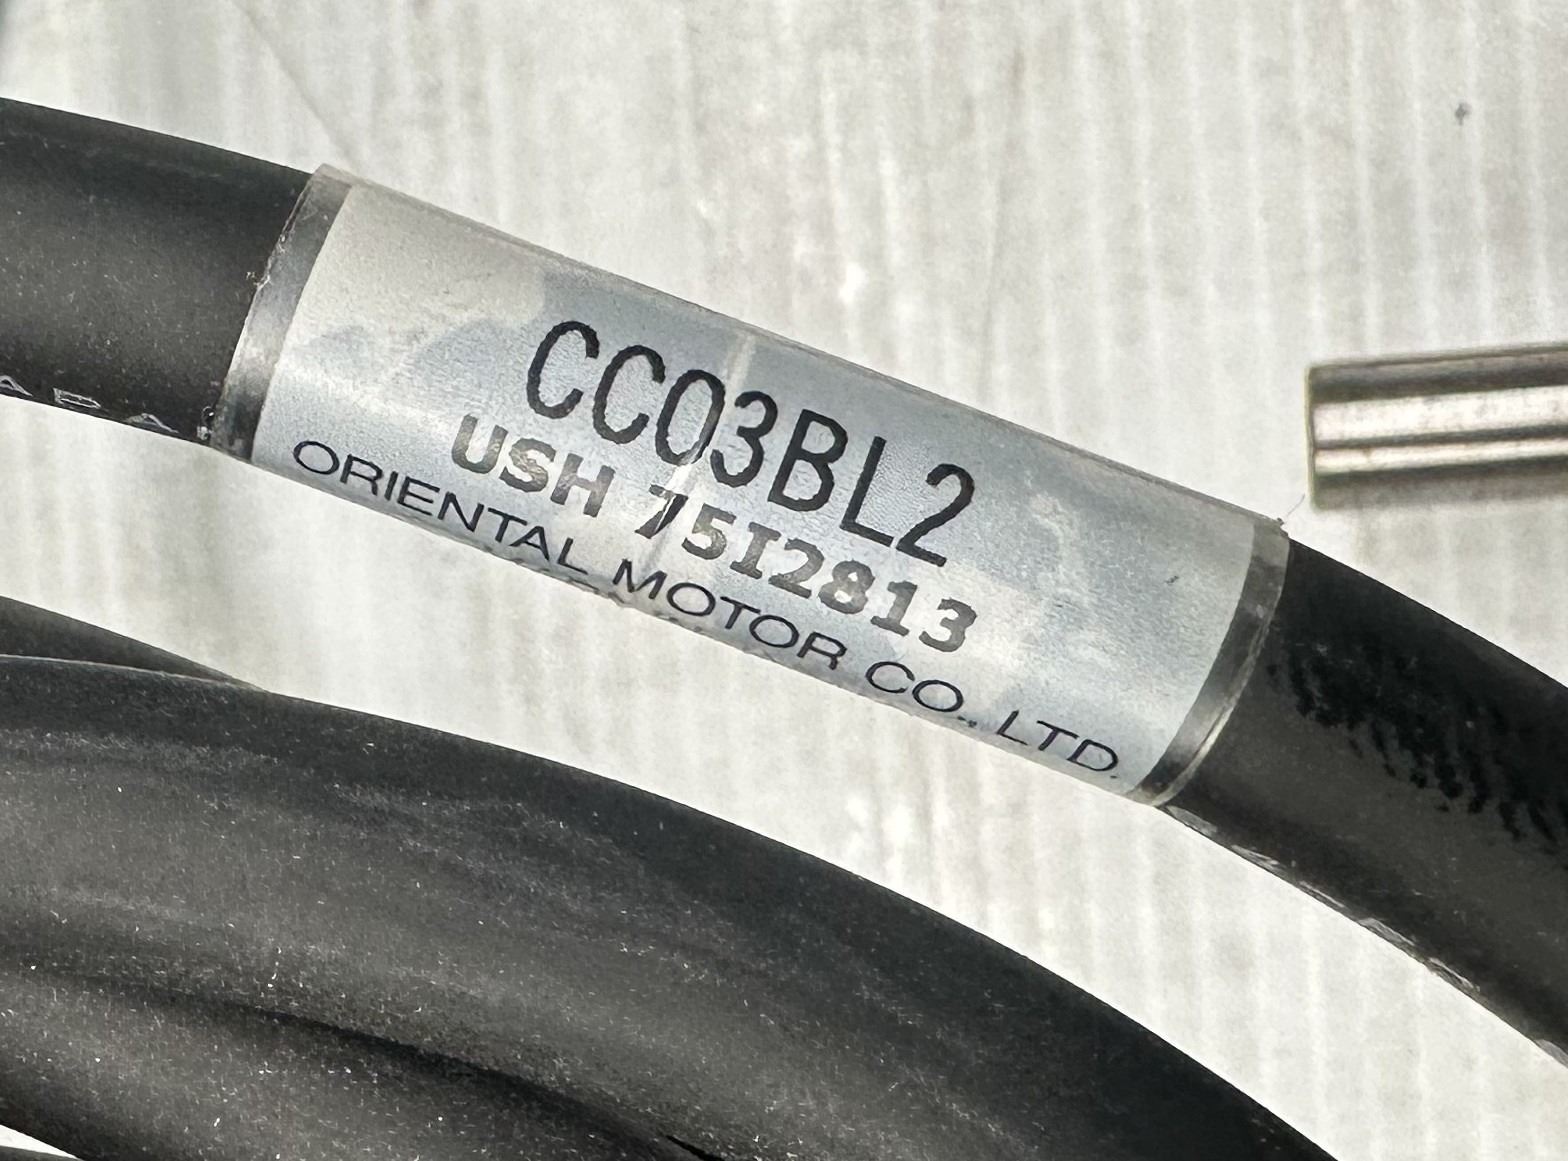 CC03BL2
USH 75I2813
ORIENTAL MOTOR CO.,LTD.